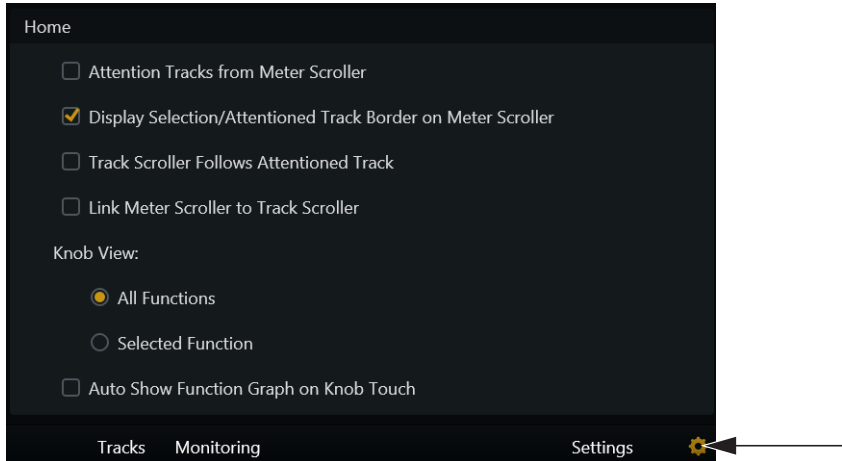 Home
Attention Tracks from Meter Scroller
Display Selection/Attentioned Track Border on Meter Scroller
Track Scroller Follows Attentioned Track
Link Meter Scroller to Track Scroller
Knob View:
All Functions
Selected Function
Auto Show Function Graph on Knob Touch
Tracks Monitoring Settings